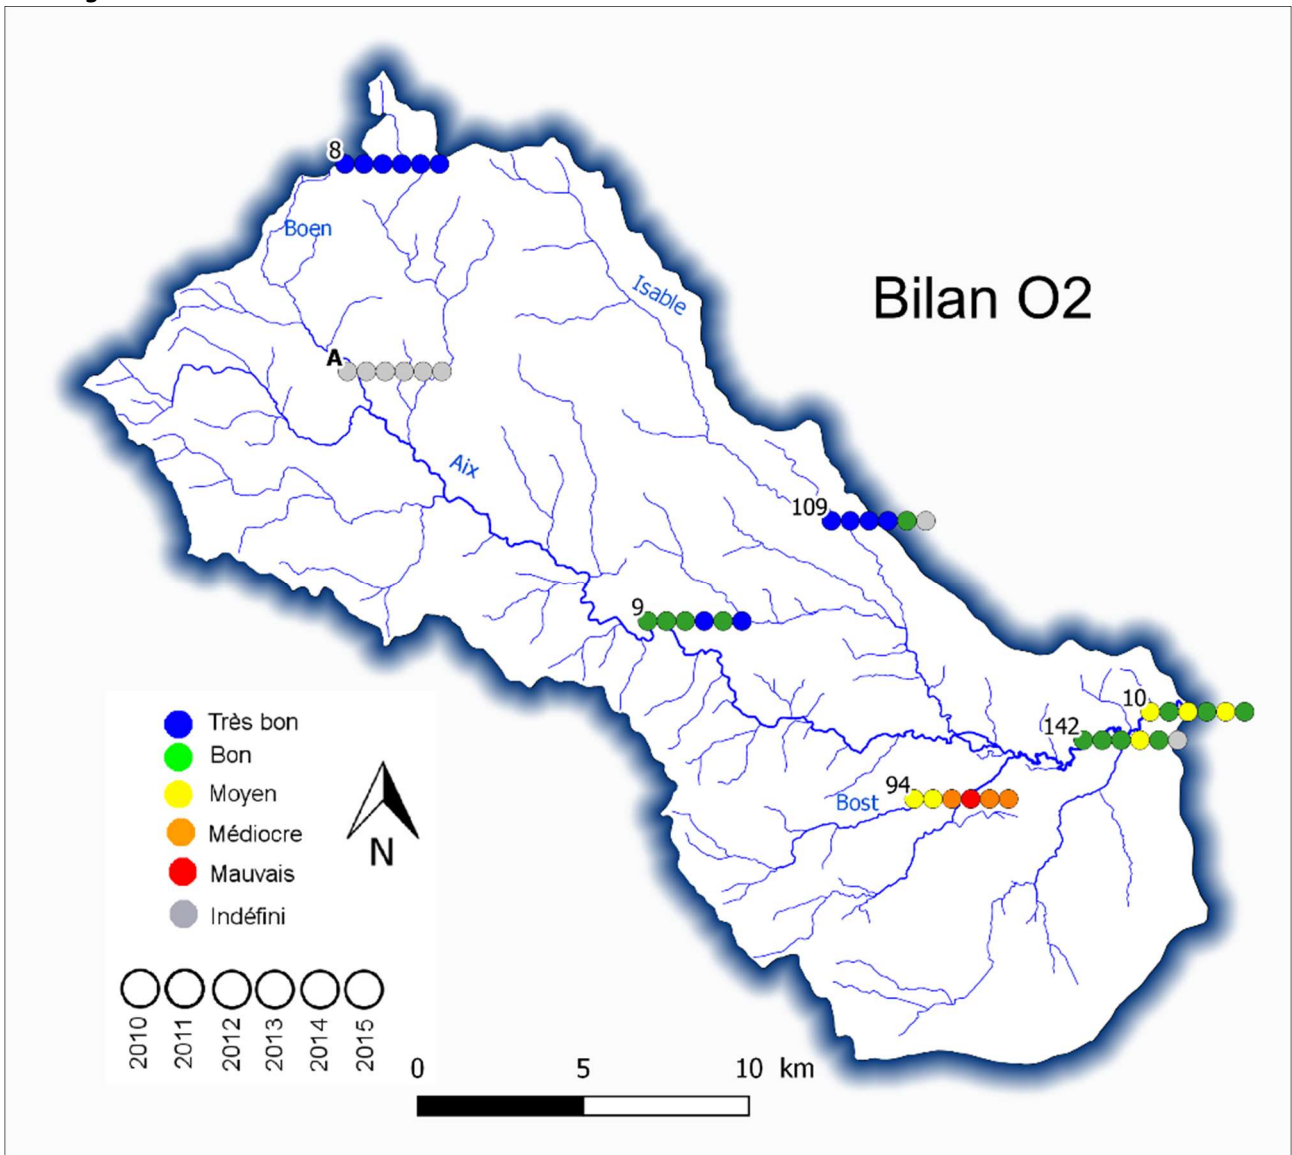 8
Boen
Isable
Bilan O2
A
Aix
109
9
10
142
94
Bost
Très bon
Bon
Moyen
Médiocre
Mauvais
Indéfini
N
2010 2011 2012 2013 2014 2015
0 5 10 km